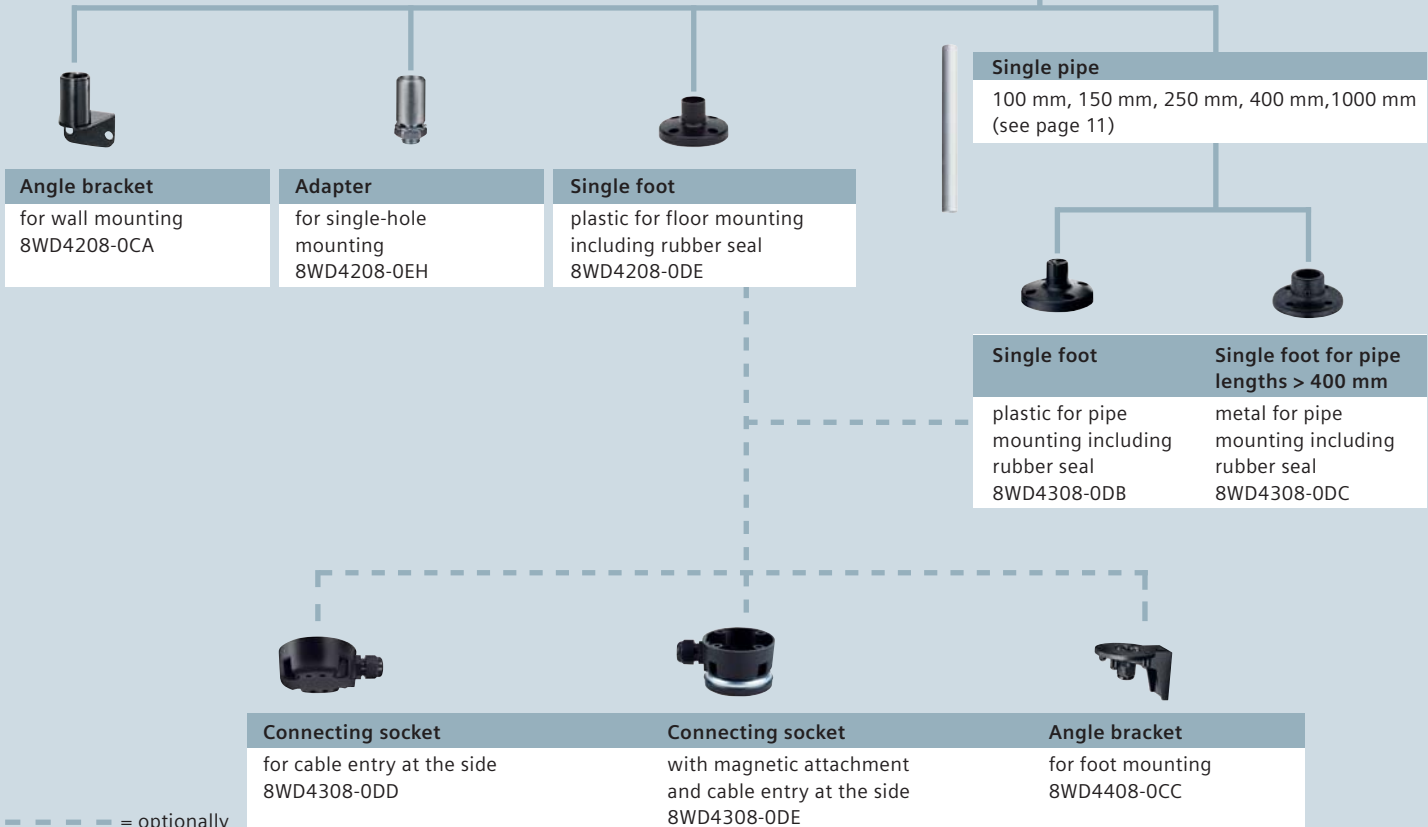 Single pipe
100 mm, 150 mm, 250 mm, 400 mm,1000 mm
(see page 11)
Angle bracket
for wall mounting
8WD4208-0CA
Adapter
for single-hole
mounting
8WD4208-0EH
Single foot
plastic for floor mounting
including rubber seal
8WD4208-0DE
Single foot
plastic for pipe
mounting including
rubber seal
8WD4308-0DB
Single foot for pipe
lengths > 400 mm
metal for pipe
mounting including
rubber seal
8WD4308-0DC
Connecting socket
for cable entry at the side
8WD4308-0DD
Connecting socket
with magnetic attachment
and cable entry at the side
8WD4308-0DE
Angle bracket
for foot mounting
8WD4408-0CC
= optionally